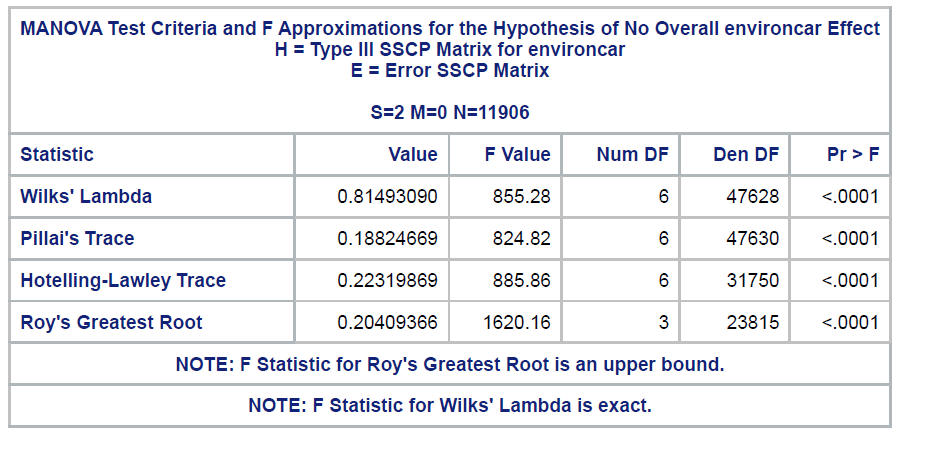 MANOVA Test Criteria and F Approximations for the Hypothesis of No Overall environcar Effect
H = Type III SSCP Matrix for environcar
E = Error SSCP Matrix
S=2 M=0 N=11906
Statistic Value F Value Num DF Den DF Pr > F
Wilks' Lambda 0.81493090 855.28 6 47628 <.0001
Pillai's Trace 0.18824669 824.82 6 47630 <.0001
Hotelling-Lawley Trace 0.22319869 885.86 6 31750 <.0001
Roy's Greatest Root 0.20409366 1620.16 3 23815 <.0001
NOTE: F Statistic for Roy's Greatest Root is an upper bound.
NOTE: F Statistic for Wilks' Lambda is exact.